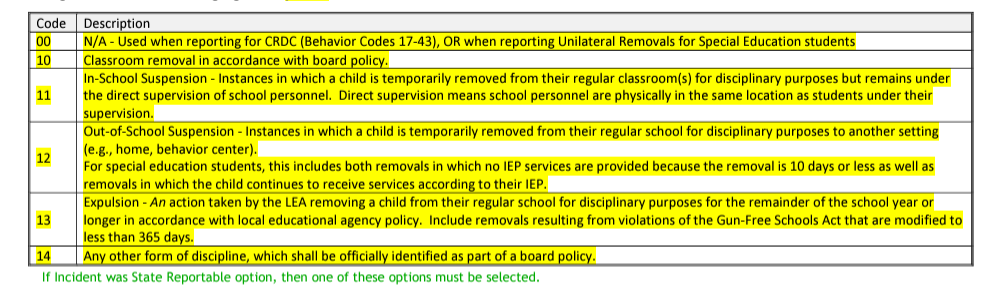 Code Description
00 N/A - Used when reporting for CRDC (Behavior Codes 17-43), OR when reporting Unilateral Removals for Special Education students
10 Classroom removal in accordance with board policy.
In-School Suspension - Instances in which a child is temporarily removed from their regular classroom(s) for disciplinary purposes but remains under
11 the direct supervision of school personnel.  Direct supervision means school personnel are physically in the same location as students under their
supervision.
Out-of-School Suspension - Instances in which a child is temporarily removed from their regular school for disciplinary purposes to another setting
(e.g., home, behavior center).
12 For special education students, this includes both removals in which no IEP services are provided because the removal is 10 days or less as well as
removals in which the child continues to receive services according to their IEP.
Expulsion - An action taken by the LEA removing a child from their regular school for disciplinary purposes for the remainder of the school year or
13 longer in accordance with local educational agency policy.  Include removals resulting from violations of the Gun-Free Schools Act that are modified to
less than 365 days.
14 Any other form of discipline, which shall be officially identified as part of a board policy.
If Incident was State Reportable option, then one of these options must be selected.